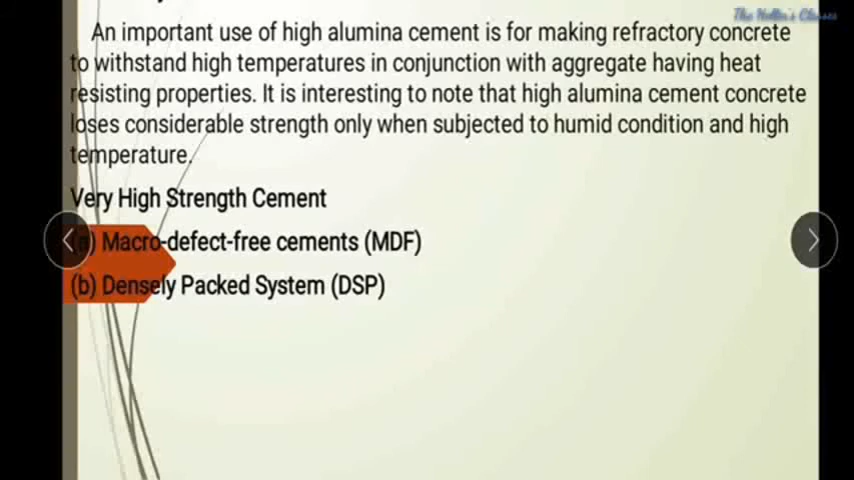 The Notter's Classes
An important use of high alumina cement is for making refractory concrete
to withstand high temperatures in conjunction with aggregate having heat
resisting properties. It is interesting to note that high alumina cement concrete
loses considerable strength only when subjected to humid condition and high
temperature.
Very High Strength Cement
(a) Macro-defect-free cements (MDF)
(b) Densely Packed System (DSP)